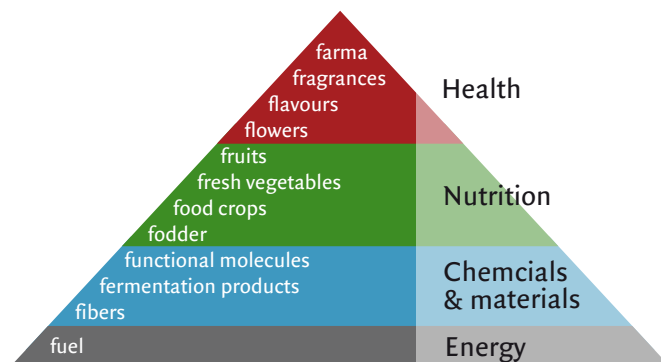 farma
fragrances
flavours
flowers
Health
fruits
fresh vegetables
food crops
fodder
Nutrition
functional molecules
fermentation products
fibers
Chemcials
& materials
fuel
Energy